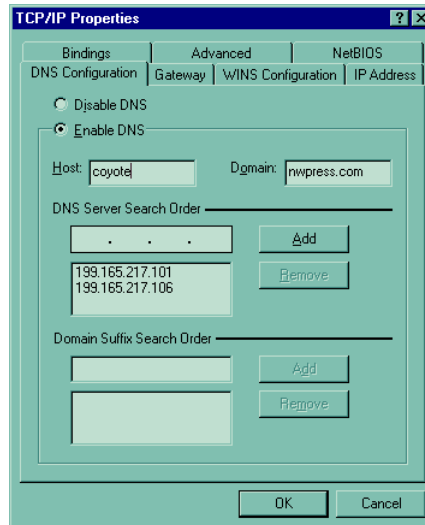 TCP/IP Properties
Bindings Advanced NetBIOS
DNS Configuration Gateway WINS Configuration IP Address
Disable DNS
Enable DNS
Host: coyote Domain: nwpress.com
DNS Server Search Order
. . . Add
199.165.217.101 Remove
199.165.217.106
Domain Suffix Search Order
Add
Remove
OK Cancel